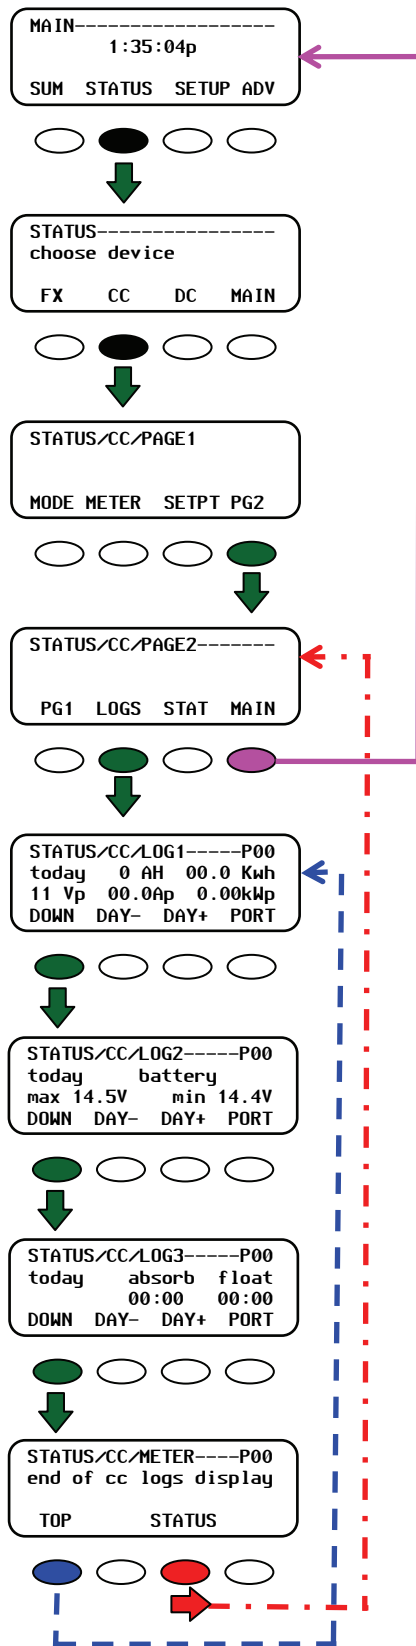 MAIN--------------------
1:35:04p
SUM STATUS SETUP ADV
STATUS------------------
choose device
FX CC DC MAIN
STATUS/CC/PAGE1
MODE METER SETPT PG2
STATUS/CC/PAGE2-------
PG1 LOGS STAT MAIN
STATUS/CC/LOG1-----P00
today 0 AH 00.0 Kwh
11 Vp 00.0Ap 0.00kWp
DOWN DAY- DAY+ PORT
STATUS/CC/LOG2-----P00
today battery
max 14.5V min 14.4V
DOWN DAY- DAY+ PORT
STATUS/CC/LOG3-----P00
today absorb float
00:00 00:00
DOWN DAY- DAY+ PORT
STATUS/CC/METER----P00
end of cc logs display
TOP STATUS